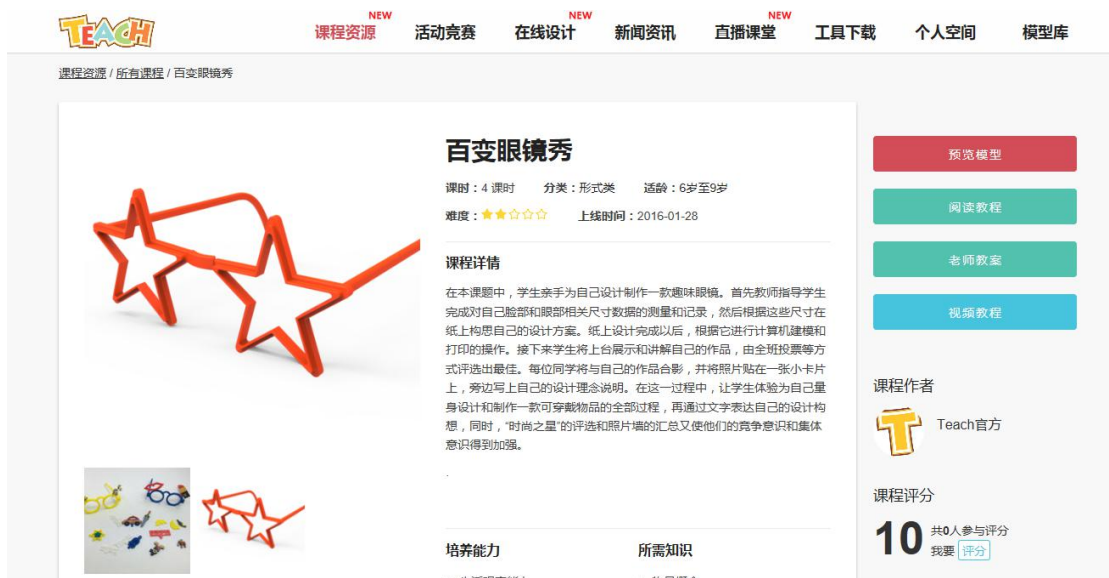 TEACH
NEW NEW NEW
课程资源 活动竞赛 在线设计 新闻资讯 直播课堂 工具下载 个人空间 模型库
课程资源 / 所有课程 / 百变眼镜秀
百变眼镜秀
课时：4 课时 分类：形式类 适龄：6岁至9岁
难度： 上线时间：2016-01-28
课程详情
在本课题中，学生亲手为自己设计制作一款趣味眼镜。首先教师指导学生
完成对自己脸部和眼部相关尺寸数据的测量和记录，然后根据这些尺寸在
纸上构思自己的设计方案。纸上设计完成以后，根据它进行计算机建模和
打印的操作。接下来学生将上台展示和讲解自己的作品，由全班投票等方
式评选出最佳。每位同学将与自己的作品合影，并将照片贴在一张小卡片
上，旁边写上自己的设计理念说明。在这一过程中，让学生体验为自己量
身设计和制作一款可穿戴物品的全部过程，再通过文字表达自己的设计构
想，同时，“时尚之星”的评选和照片墙的汇总又使他们的竞争意识和集体
意识得到加强。
.
培养能力 所需知识
预览模型
阅读教程
老师教案
视频教程
课程作者
T Teach官方
课程评分
10 共0人参与评分
我要 评分